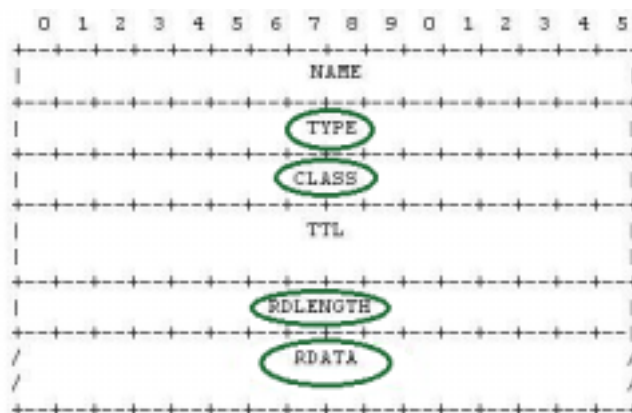 0 1 2 3 4 5 6 7 8 9 0 1 2 3 4 5
NAME
TYPE
CLASS
TTL
RDLENGTH
RDATA